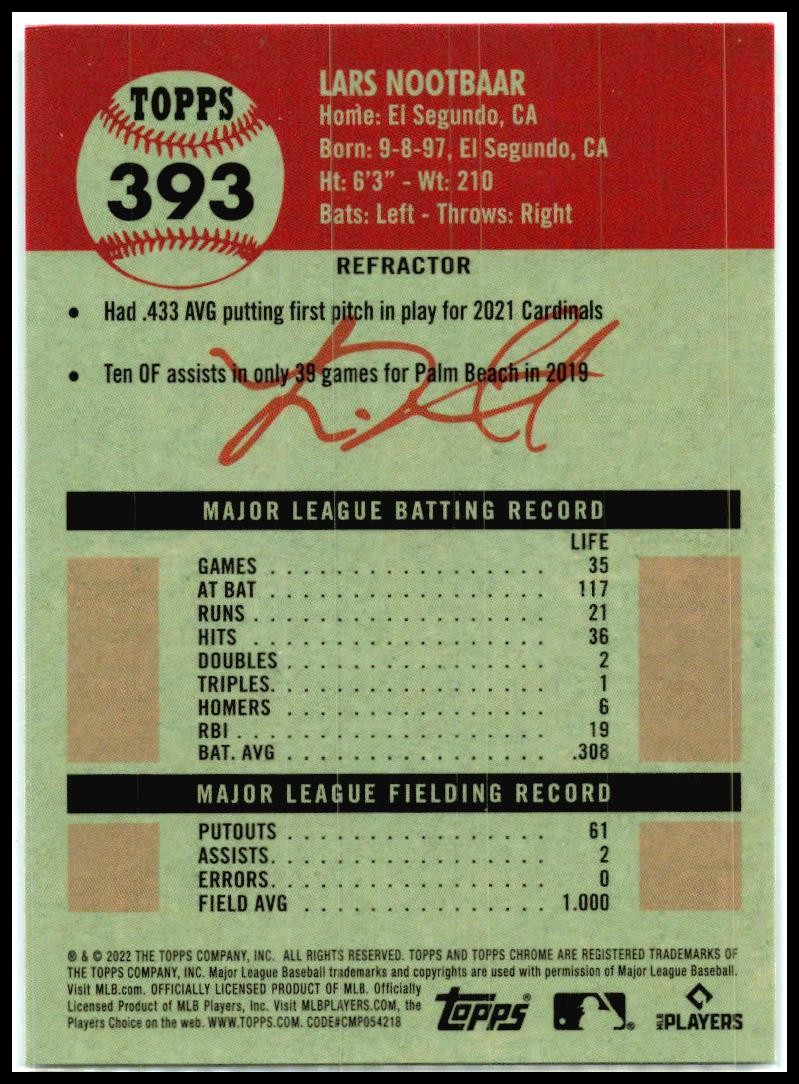 TOPPS
393
LARS NOOTBAAR
Home: El Segundo, CA
Born: 9-8-97, El Segundo, CA
Ht: 6'3" - Wt: 210
Bats: Left - Throws: Right
REFRACTOR
• Had .433 AVG putting first pitch in play for 2021 Cardinals
• Ten OF assists in only 39 games for Palm Beach in 2019
MAJOR LEAGUE BATTING RECORD
LIFE
GAMES . . . . . . . . . . . . . . . . . 35
AT BAT . . . . . . . . . . . . . . . . . 117
RUNS . . . . . . . . . . . . . . . . . . 21
HITS . . . . . . . . . . . . . . . . . . 36
DOUBLES . . . . . . . . . . . . . . . . 2
TRIPLES. . . . . . . . . . . . . . . . . 1
HOMERS . . . . . . . . . . . . . . . . 6
RBI . . . . . . . . . . . . . . . . . . . 19
BAT. AVG . . . . . . . . . . . . . . . . .308
MAJOR LEAGUE FIELDING RECORD
PUTOUTS . . . . . . . . . . . . . . . . 61
ASSISTS. . . . . . . . . . . . . . . . . 2
ERRORS. . . . . . . . . . . . . . . . . 0
FIELD AVG . . . . . . . . . . . . . . . 1.000
® & © 2022 THE TOPPS COMPANY, INC. ALL RIGHTS RESERVED. TOPPS AND TOPPS CHROME ARE REGISTERED TRADEMARKS OF
THE TOPPS COMPANY, INC. Major League Baseball trademarks and copyrights are used with permission of Major League Baseball.
Visit MLB.com. OFFICIALLY LICENSED PRODUCT OF MLB. Officially
Licensed Product of MLB Players, Inc. Visit MLBPLAYERS.COM, the
Players Choice on the web. WWW.TOPPS.COM. CODE#CMP054218
topps®
MLB PLAYERS